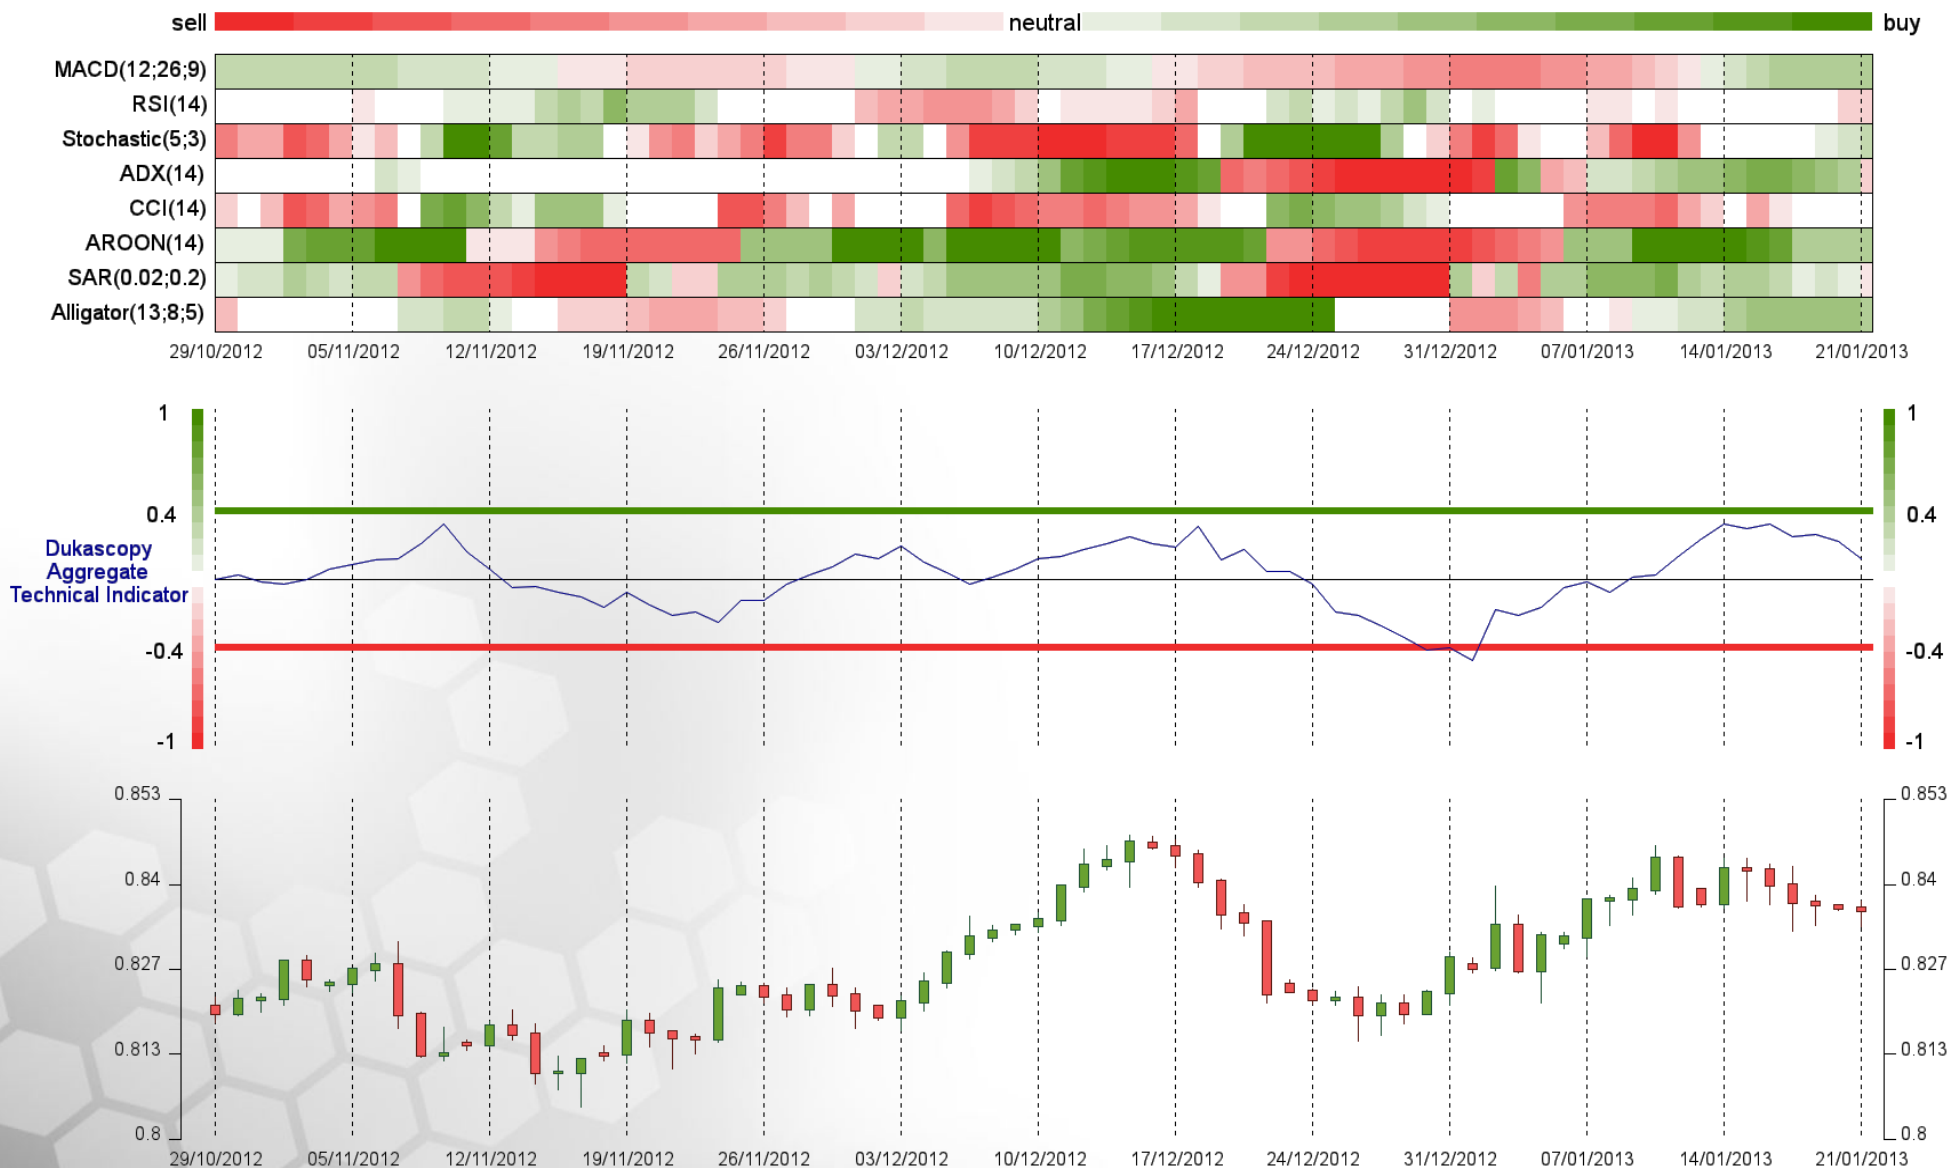 sell neutral buy
MACD(12;26;9)
RSI(14)
Stochastic(5;3)
ADX(14)
CCI(14)
AROON(14)
SAR(0.02;0.2)
Alligator(13;8;5)
29/10/2012 05/11/2012 12/11/2012 19/11/2012 26/11/2012 03/12/2012 10/12/2012 17/12/2012 24/12/2012 31/12/2012 07/01/2013 14/01/2013 21/01/2013
1 1
0.4 0.4
Dukascopy
Aggregate
Technical Indicator
-0.4 -0.4
-1 -1
0.853 0.853
0.84 0.84
0.827 0.827
0.813 0.813
0.8 0.8
29/10/2012 05/11/2012 12/11/2012 19/11/2012 26/11/2012 03/12/2012 10/12/2012 17/12/2012 24/12/2012 31/12/2012 07/01/2013 14/01/2013 21/01/2013